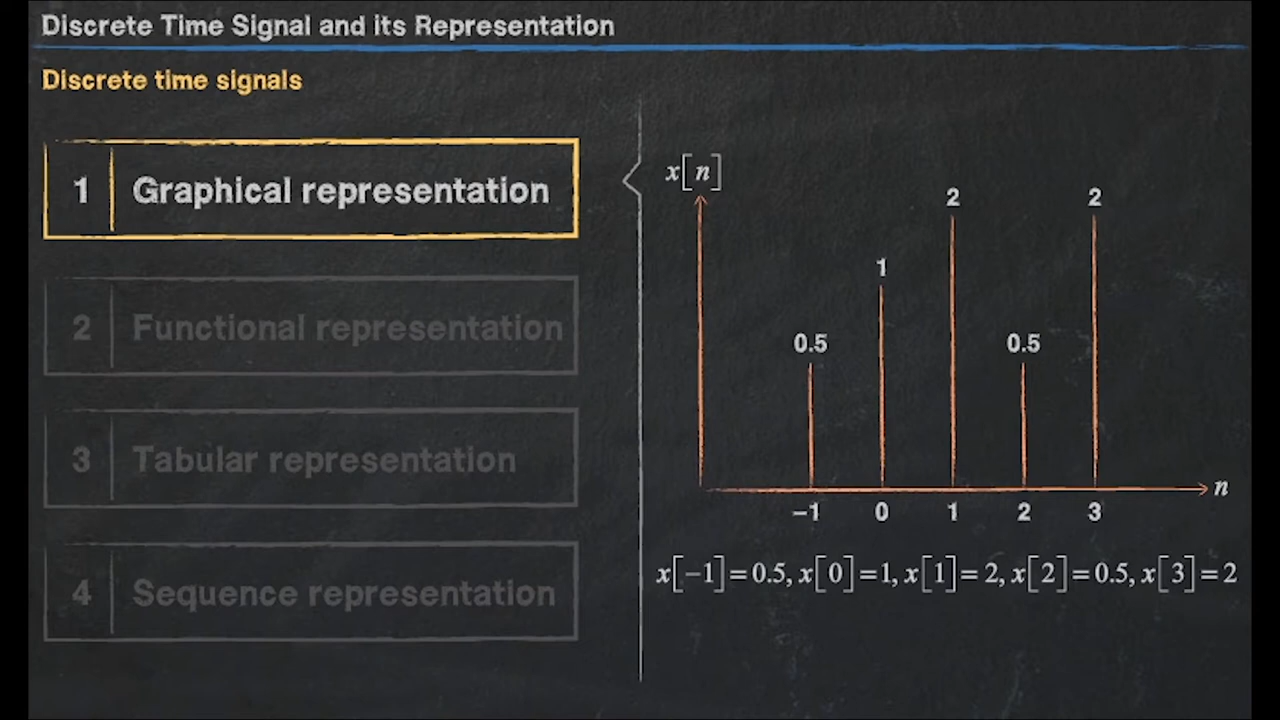 Discrete Time Signal and its Representation
Discrete time signals
1 Graphical representation
2 Functional representation
3 Tabular representation
4 Sequence representation
x[n]
2 2
1
0.5 0.5
n
−1 0 1 2 3
x[−1]=0.5, x[0]=1, x[1]=2, x[2]=0.5, x[3]=2